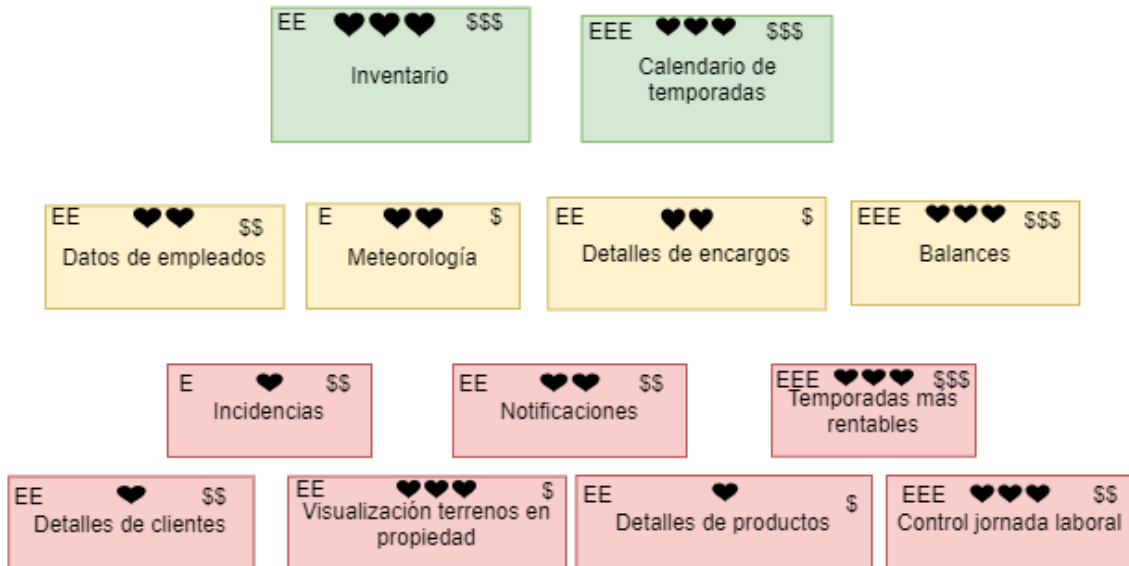 EE ♥♥♥ $$$
Inventario
EEE ♥♥♥ $$$
Calendario de
temporadas
EE ♥♥ $$
Datos de empleados
E ♥♥ $
Meteorología
EE ♥♥ $
Detalles de encargos
EEE ♥♥♥ $$$
Balances
E ♥ $$
Incidencias
EE ♥♥ $$
Notificaciones
EEE ♥♥♥ $$$
Temporadas más
rentables
EE ♥ $$
Detalles de clientes
EE ♥♥♥ $
Visualización terrenos en
propiedad
EE ♥ $
Detalles de productos
EEE ♥♥♥ $$
Control jornada laboral